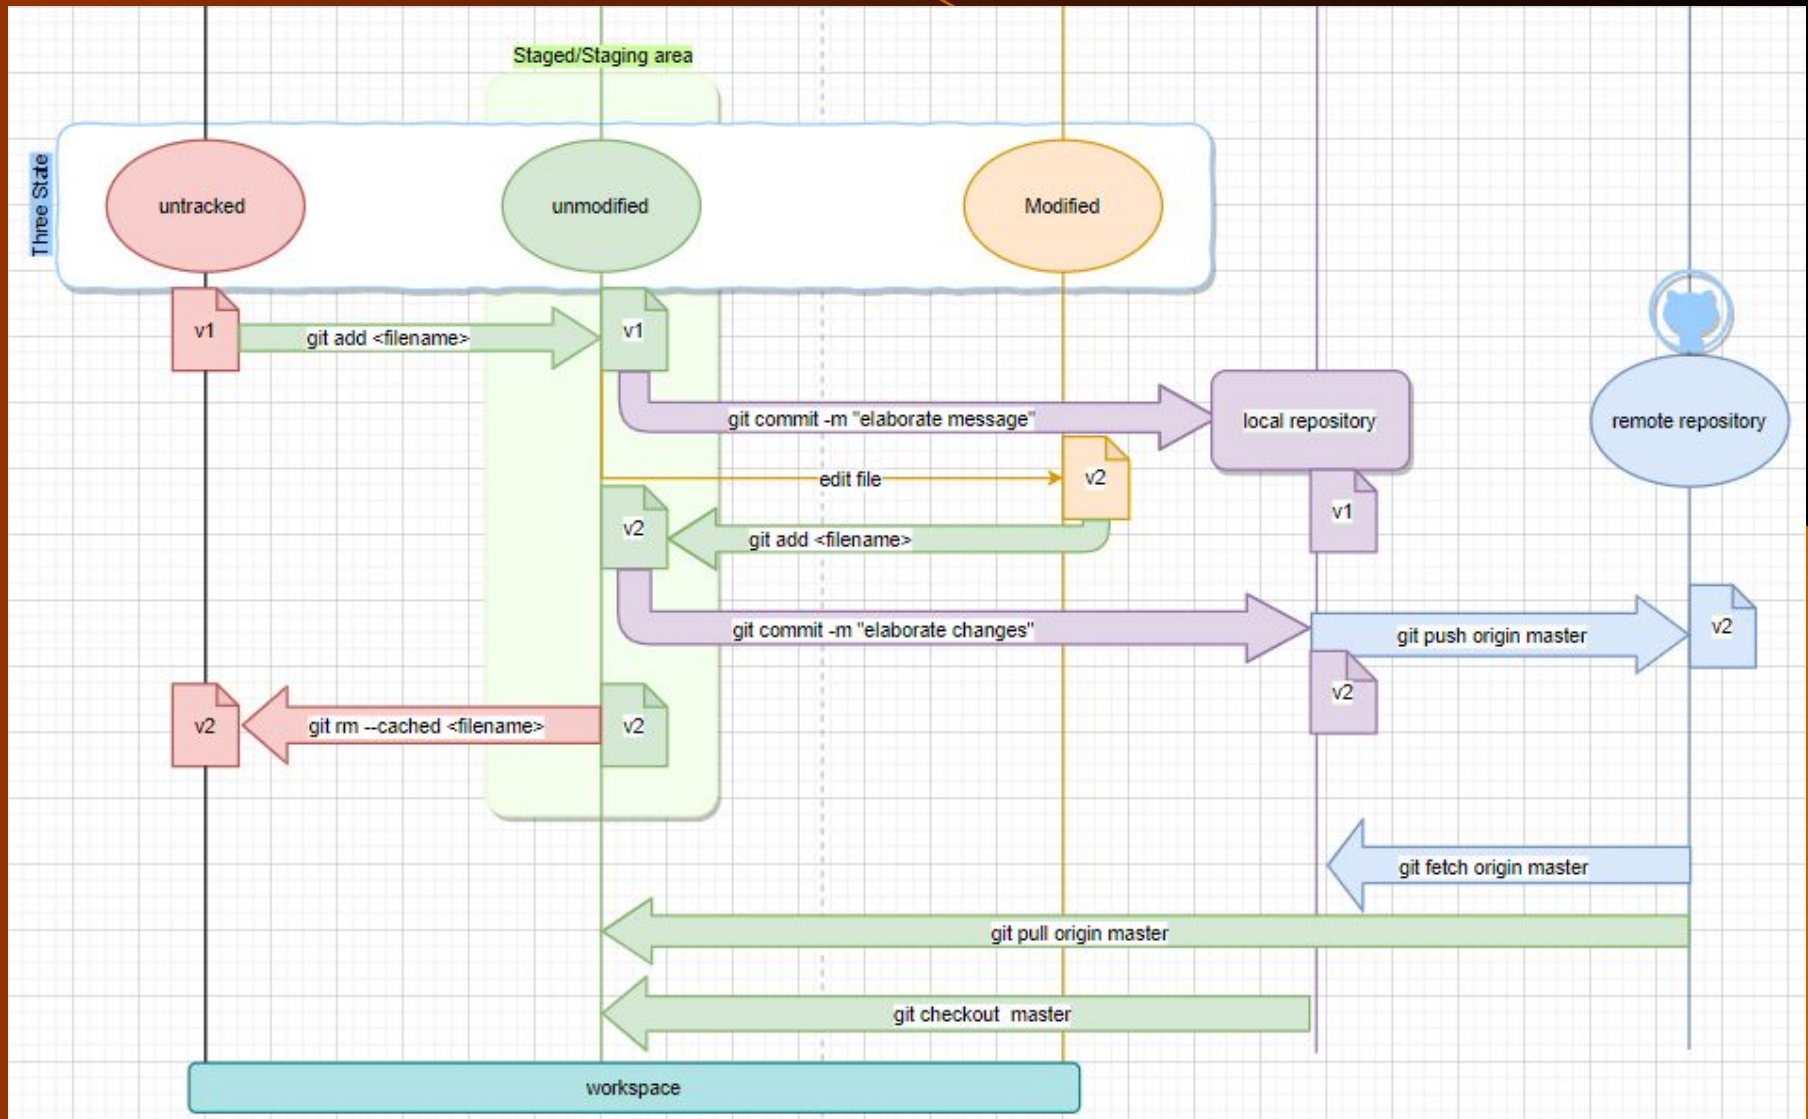 Staged/Staging area
Three State
untracked
unmodified
Modified
v1
git add <filename>
v1
git commit -m "elaborate message"
local repository
remote repository
edit file
v2
v1
v2
git add <filename>
git commit -m "elaborate changes"
git push origin master
v2
v2
v2
git rm --cached <filename>
v2
git fetch origin master
git pull origin master
git checkout  master
workspace